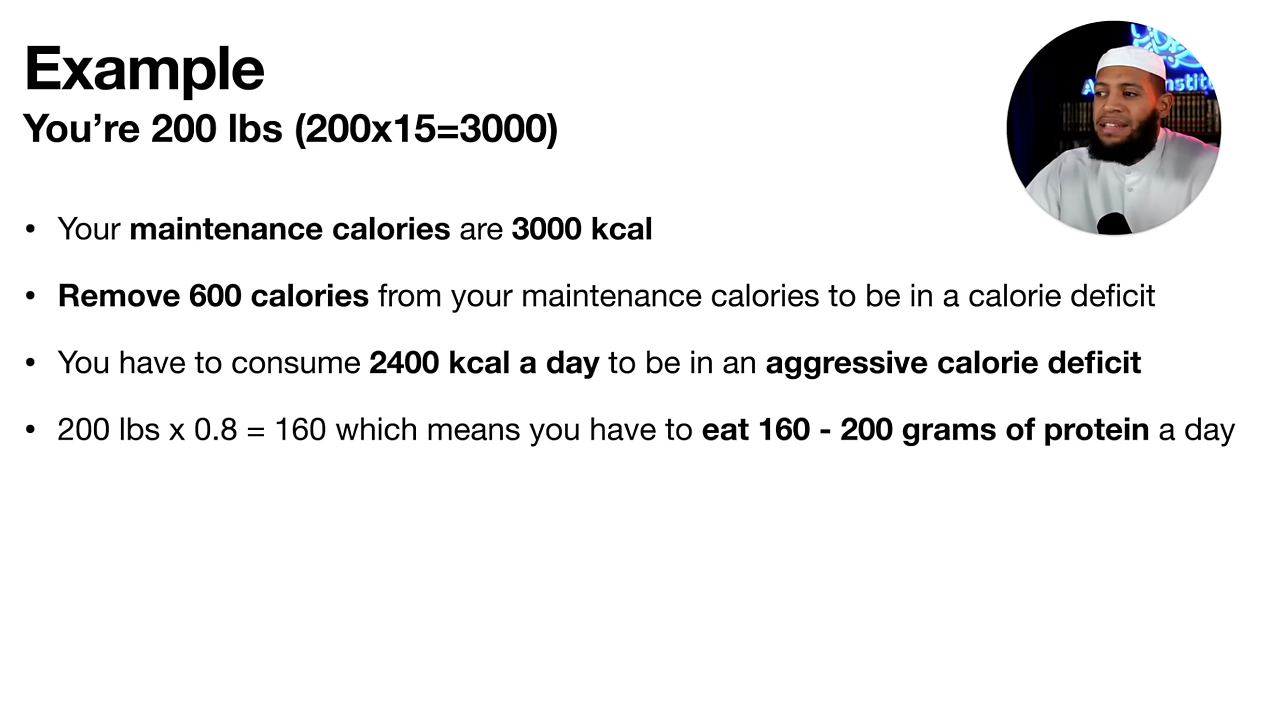 Example
You’re 200 lbs (200x15=3000)
• Your maintenance calories are 3000 kcal
• Remove 600 calories from your maintenance calories to be in a calorie deficit
• You have to consume 2400 kcal a day to be in an aggressive calorie deficit
• 200 lbs x 0.8 = 160 which means you have to eat 160 - 200 grams of protein a day